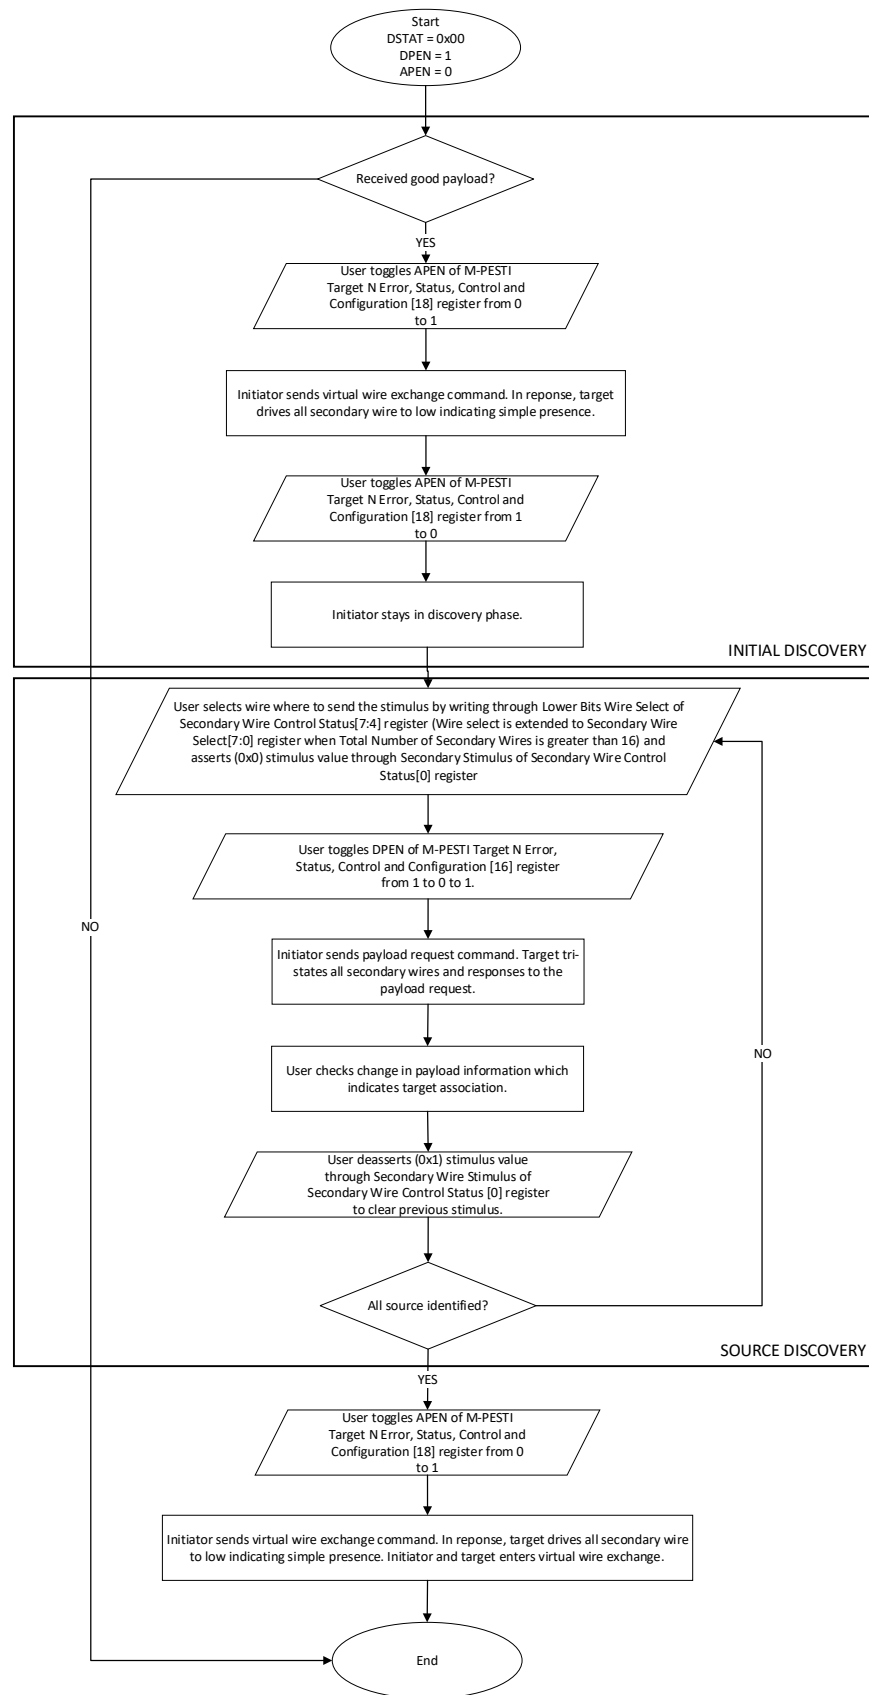 Start
DSTAT = 0x00
DPEN = 1
APEN = 0
Received good payload?
YES
User toggles APEN of M-PESTI
Target N Error, Status, Control and
Configuration [18] register from 0
to 1
Initiator sends virtual wire exchange command. In reponse, target
drives all secondary wire to low indicating simple presence.
User toggles APEN of M-PESTI
Target N Error, Status, Control and
Configuration [18] register from 1
to 0
Initiator stays in discovery phase.
INITIAL DISCOVERY
User selects wire where to send the stimulus by writing through Lower Bits Wire Select of
Secondary Wire Control Status[7:4] register (Wire select is extended to Secondary Wire
Select[7:0] register when Total Number of Secondary Wires is greater than 16) and
asserts (0x0) stimulus value through Secondary Stimulus of Secondary Wire Control
Status[0] register
User toggles DPEN of M-PESTI Target N Error,
Status, Control and Configuration [16] register
from 1 to 0 to 1.
NO
Initiator sends payload request command. Target tri-
states all secondary wires and responses to the
payload request.
NO
User checks change in payload information which
indicates target association.
User deasserts (0x1) stimulus value
through Secondary Wire Stimulus of
Secondary Wire Control Status [0] register
to clear previous stimulus.
All source identified?
SOURCE DISCOVERY
YES
User toggles APEN of M-PESTI
Target N Error, Status, Control and
Configuration [18] register from 0
to 1
Initiator sends virtual wire exchange command. In reponse, target drives all secondary wire
to low indicating simple presence. Initiator and target enters virtual wire exchange.
End